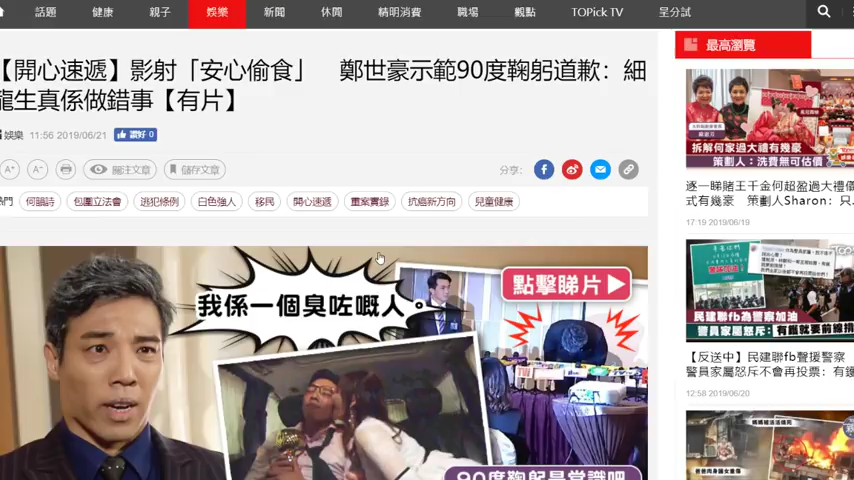 話題 健康 親子 娛樂 新聞 休閒 精明消費 職場 觀點 TOPick TV 呈分試
【開心速遞】影射「安心偷食」 鄭世豪示範90度鞠躬道歉：細
龍生真係做錯事【有片】
娛樂 11:56 2019/06/21 讚好 0
A+ A- 關注文章 儲存文章 分享:
熱門 何韻詩 包圍立法會 逃犯條例 白色強人 移民 開心速遞 重案實錄 抗癌新方向 兒童健康
我係一個臭咗嘅人。
點擊睇片
90度鞠躬是常識吧
最高瀏覽
拆解何家過大禮有幾豪
策劃人：洗費無可估價
逐一睇賭王千金何超盈過大禮儀
式有幾豪 策劃人Sharon：只..
17:19 2019/06/19
民建聯fb為警察加油
警員家屬怒斥：有鑊就要前線揹
【反送中】民建聯fb聲援警察
警員家屬怒斥不會再投票：有鑊
12:58 2019/06/20